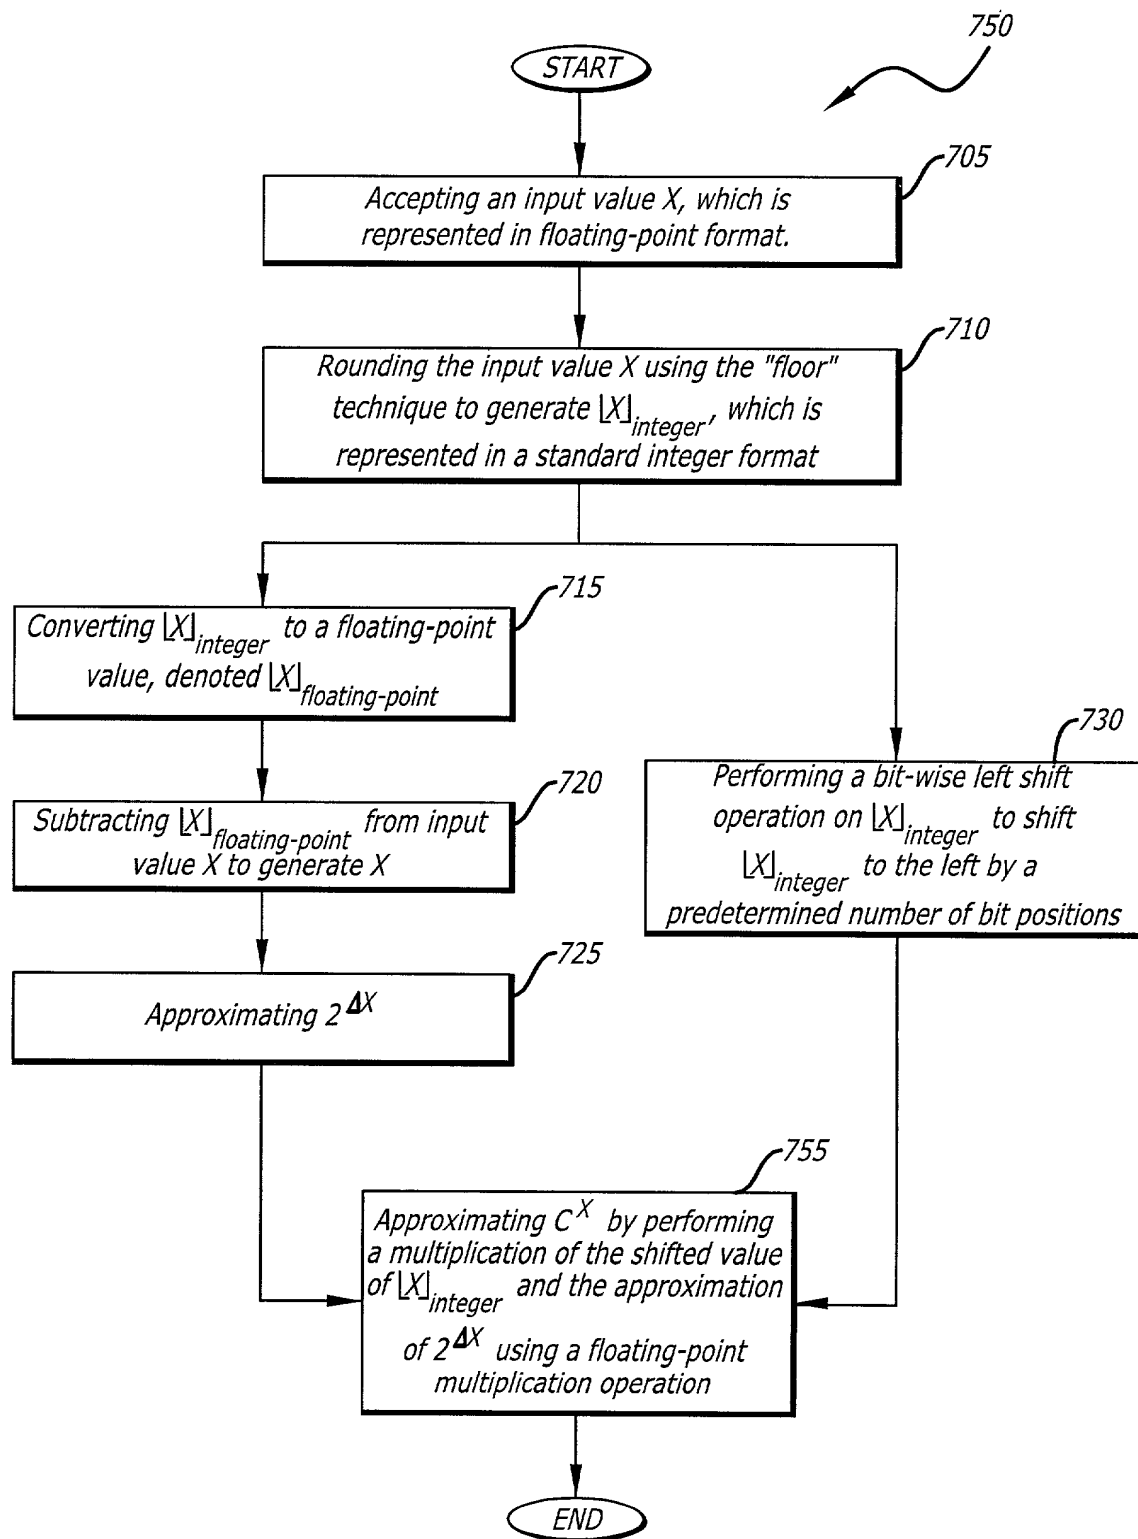 750
START
705
Accepting an input value X, which is
represented in floating-point format.
710
Rounding the input value X using the "floor"
technique to generate ⌊X⌋integer, which is
represented in a standard integer format
715
Converting ⌊X⌋integer to a floating-point
value, denoted ⌊X⌋floating-point
720
Subtracting ⌊X⌋floating-point from input
value X to generate X
725
Approximating 2^ΔX
730
Performing a bit-wise left shift
operation on ⌊X⌋integer to shift
⌊X⌋integer to the left by a
predetermined number of bit positions
755
Approximating C^X by performing
a multiplication of the shifted value
of ⌊X⌋integer and the approximation
of 2^ΔX using a floating-point
multiplication operation
END